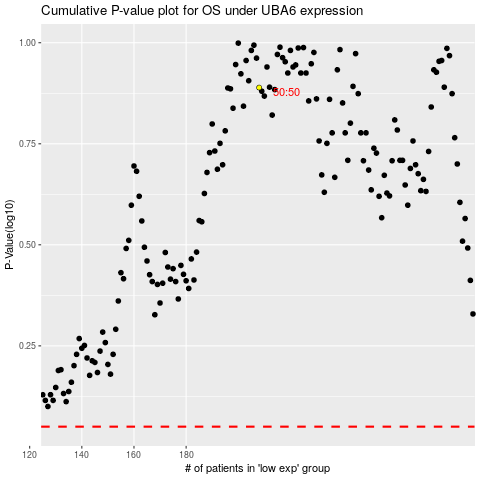 Cumulative P-value plot for OS under UBA6 expression
P-Value(log10)
1.00
0.75
0.50
0.25
50:50
120 140 160 180
# of patients in 'low exp' group